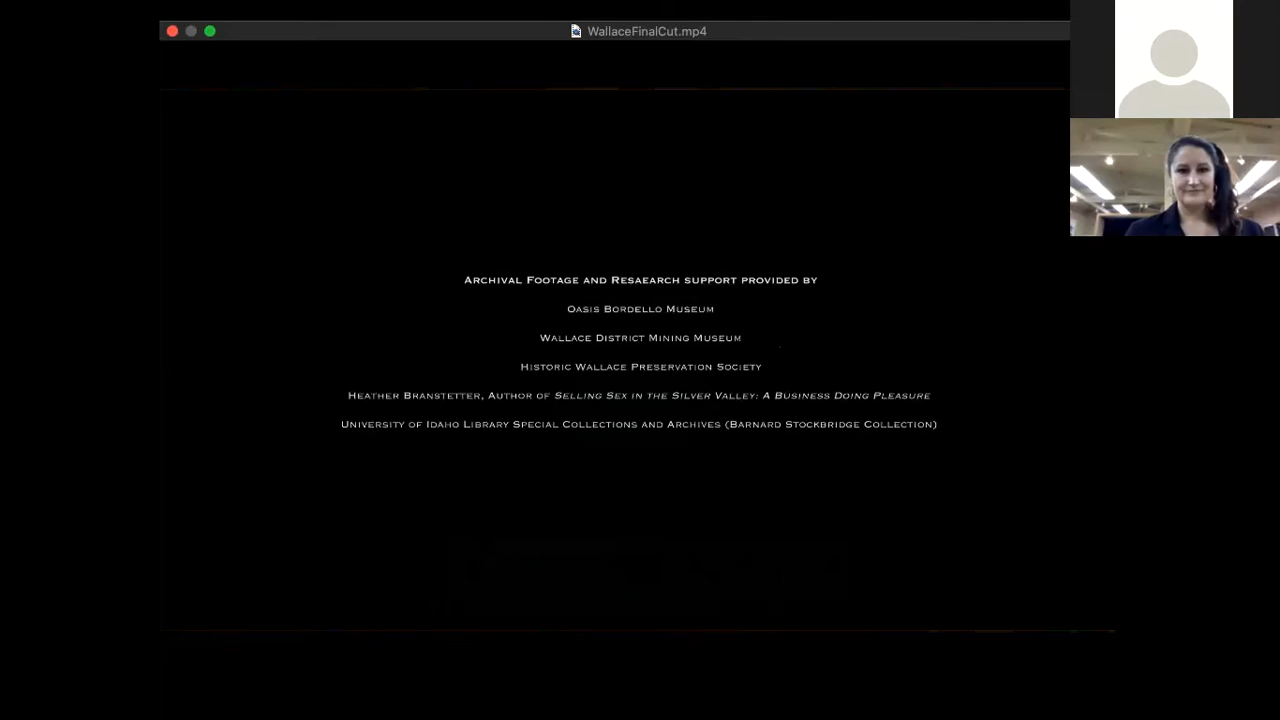 WallaceFinalCut.mp4
Archival Footage and Resaearch support provided by
Oasis Bordello Museum
Wallace District Mining Museum
Historic Wallace Preservation Society
Heather Branstetter, Author of Selling Sex in the Silver Valley: A Business Doing Pleasure
University of Idaho Library Special Collections and Archives (Barnard Stockbridge Collection)